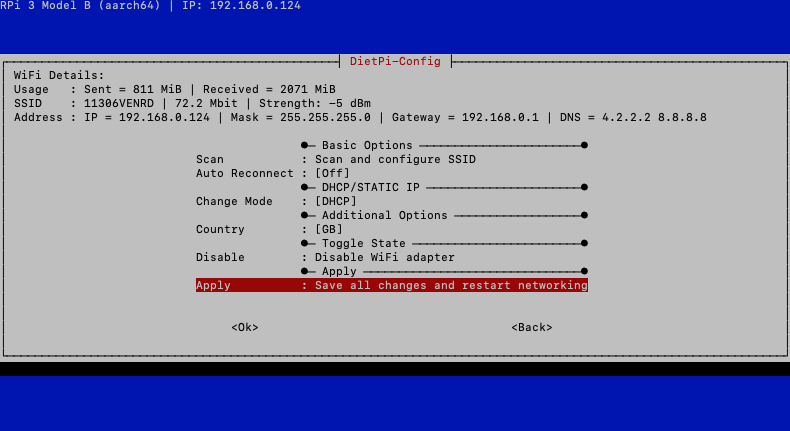 RPi 3 Model B (aarch64) | IP: 192.168.0.124
DietPi-Config
WiFi Details:
Usage : Sent = 811 MiB | Received = 2071 MiB
SSID : 11306VENRD | 72.2 Mbit | Strength: -5 dBm
Address : IP = 192.168.0.124 | Mask = 255.255.255.0 | Gateway = 192.168.0.1 | DNS = 4.2.2.2 8.8.8.8
Basic Options
Scan : Scan and configure SSID
Auto Reconnect : [Off]
DHCP/STATIC IP
Change Mode : [DHCP]
Additional Options
Country : [GB]
Toggle State
Disable : Disable WiFi adapter
Apply
Apply : Save all changes and restart networking
<Ok> <Back>